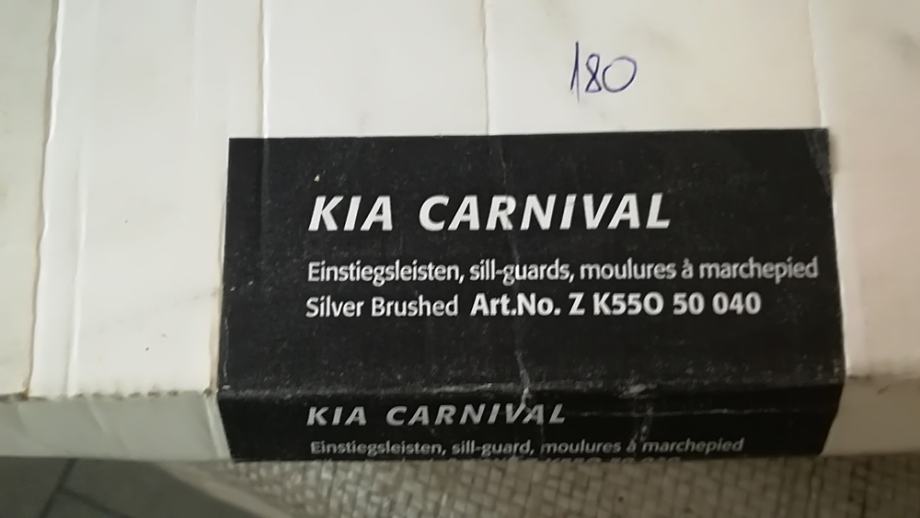 180
KIA CARNIVAL
Einstiegsleisten, sill-guards, moulures à marchepied
Silver Brushed Art.No. Z K55O 50 040
KIA CARNIVAL
Einstiegsleisten, sill-guard, moulures à marchepied